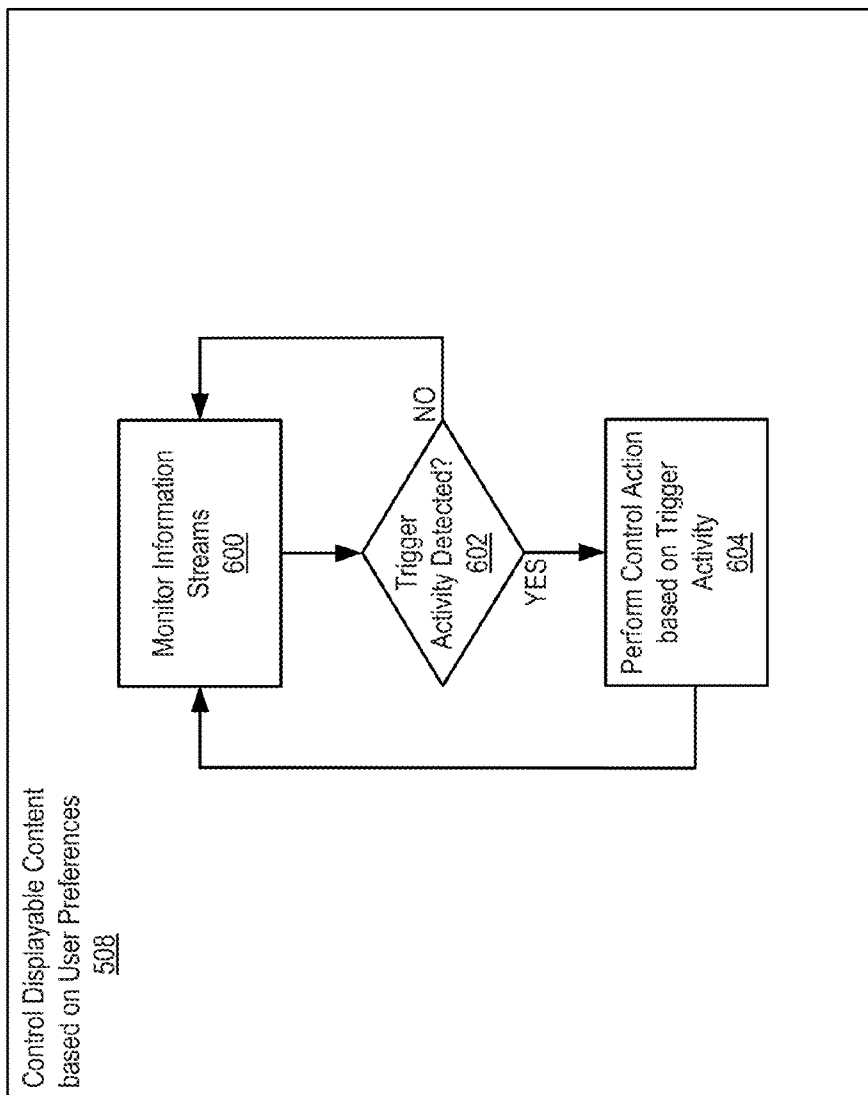 Control Displayable Content
based on User Preferences
508
Monitor Information
Streams
600
Trigger
Activity Detected?
602
NO
YES
Perform Control Action
based on Trigger
Activity
604